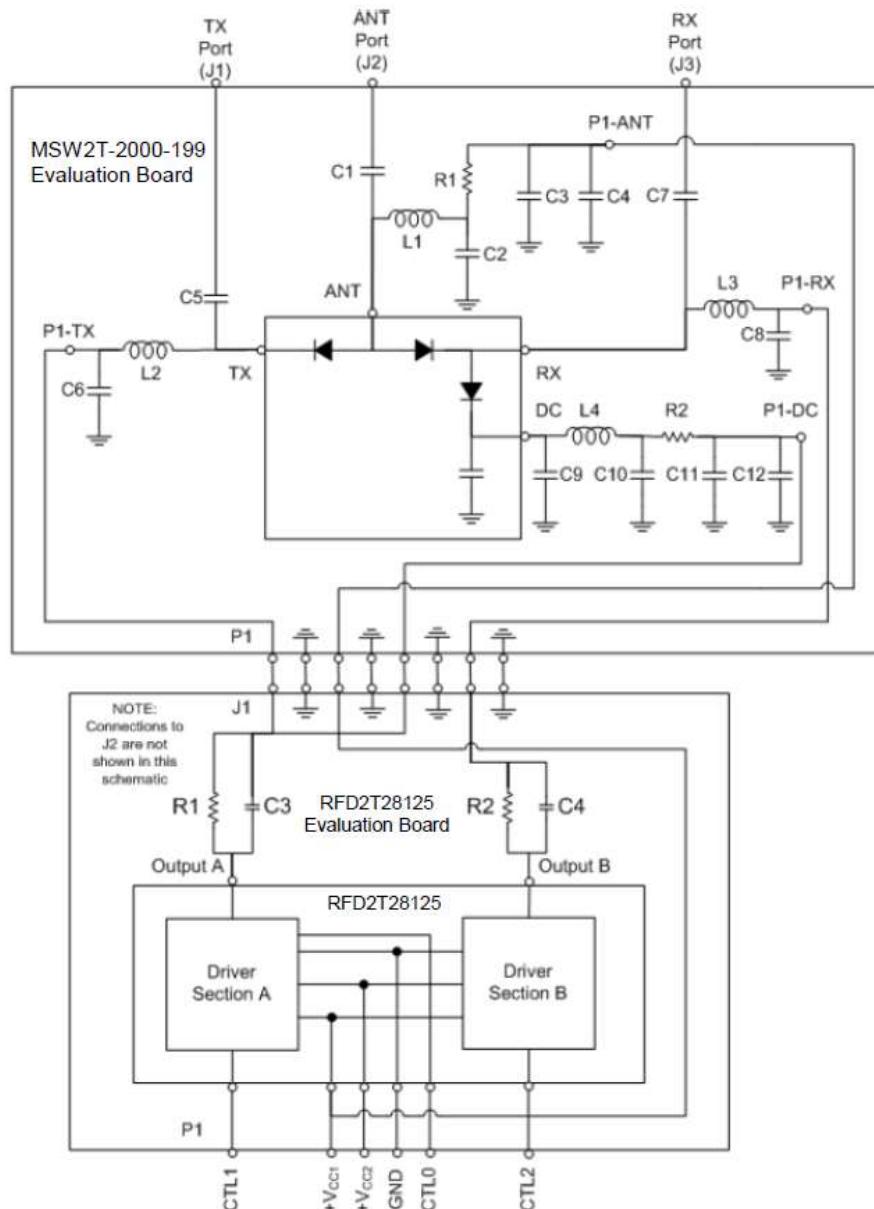 TX
Port
(J1)
ANT
Port
(J2)
RX
Port
(J3)
MSW2T-2000-199
Evaluation Board
P1-ANT
C1
R1
C3
C4
C7
L1
C2
C5
ANT
L3
P1-RX
P1-TX
C8
L2
TX
RX
C6
DC
L4
R2
P1-DC
C9
C10
C11
C12
P1
NOTE:
Connections to
J2 are not
shown in this
schematic
J1
R1
C3
RFD2T28125
Evaluation Board
R2
C4
Output A
Output B
RFD2T28125
Driver
Section A
Driver
Section B
P1
CTL1
+VCC1
+VCC2
GND
CTL0
CTL2